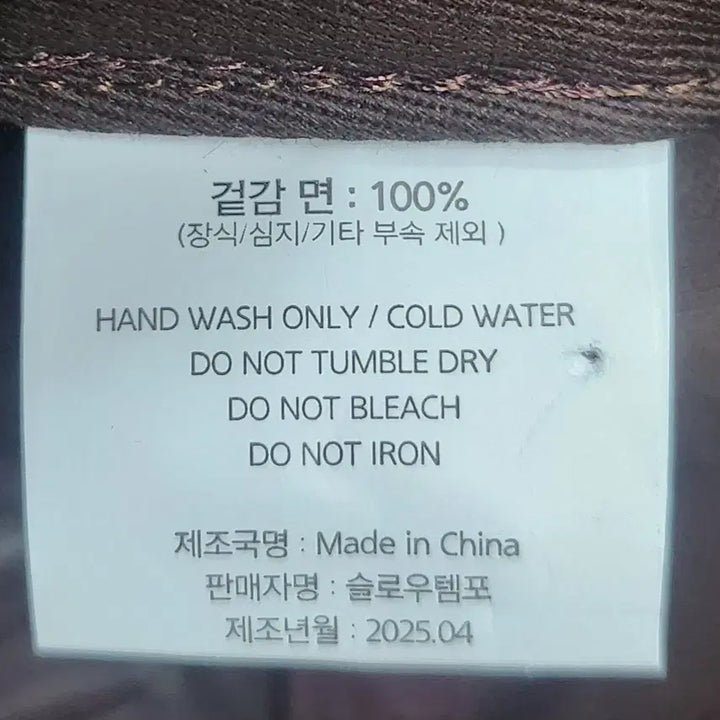 겉감 면 : 100%
(장식/심지/기타 부속 제외 )
HAND WASH ONLY / COLD WATER
DO NOT TUMBLE DRY
DO NOT BLEACH
DO NOT IRON
제조국명 : Made in China
판매자명 : 슬로우템포
제조년월 : 2025.04